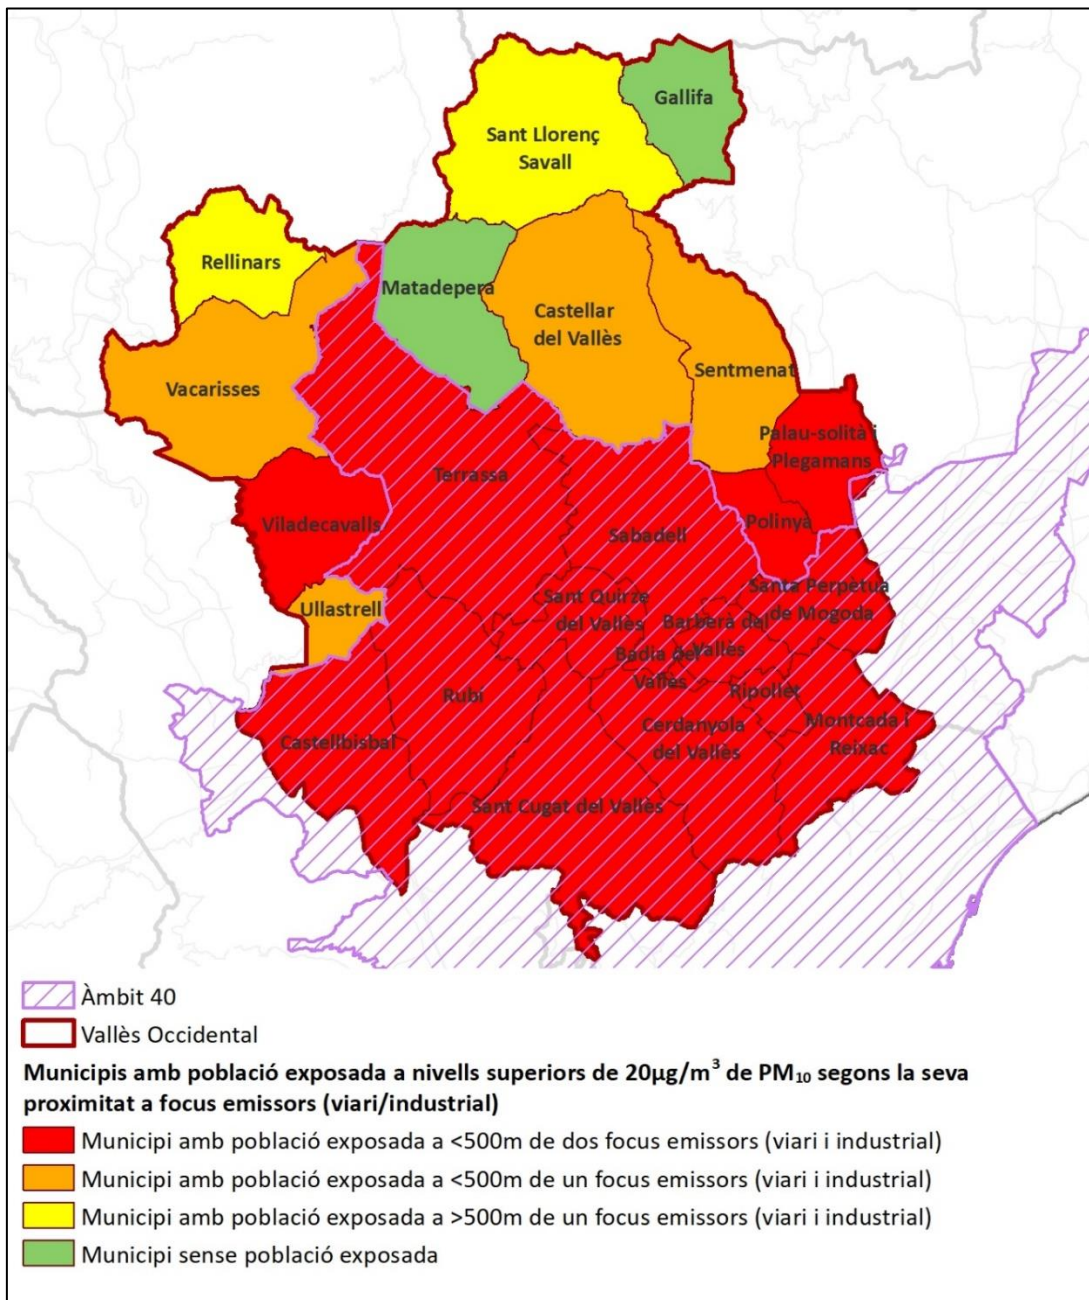 Gallifa
Sant Llorenç
Savall
Rellinars
Matadepera
Castellar
del Vallès
Sentmenat
Vacarisses
Palau-solità i
Plegamans
Terrassa
Viladecavalls
Polinyà
Sabadell
Ullastrell
Sant Quirze
del Vallès
Santa Perpètua
de Mogoda
Barberà del
Vallès
Badia del
Vallès
Rubí
Ripollet
Cerdanyola
del Vallès
Montcada i
Reixac
Castellbisbal
Sant Cugat del Vallès
Àmbit 40
Vallès Occidental
Municipis amb població exposada a nivells superiors de 20µg/m³ de PM₁₀ segons la seva
proximitat a focus emissors (viari/industrial)
Municipi amb població exposada a <500m de dos focus emissors (viari i industrial)
Municipi amb població exposada a <500m de un focus emissors (viari i industrial)
Municipi amb població exposada a >500m de un focus emissors (viari i industrial)
Municipi sense població exposada